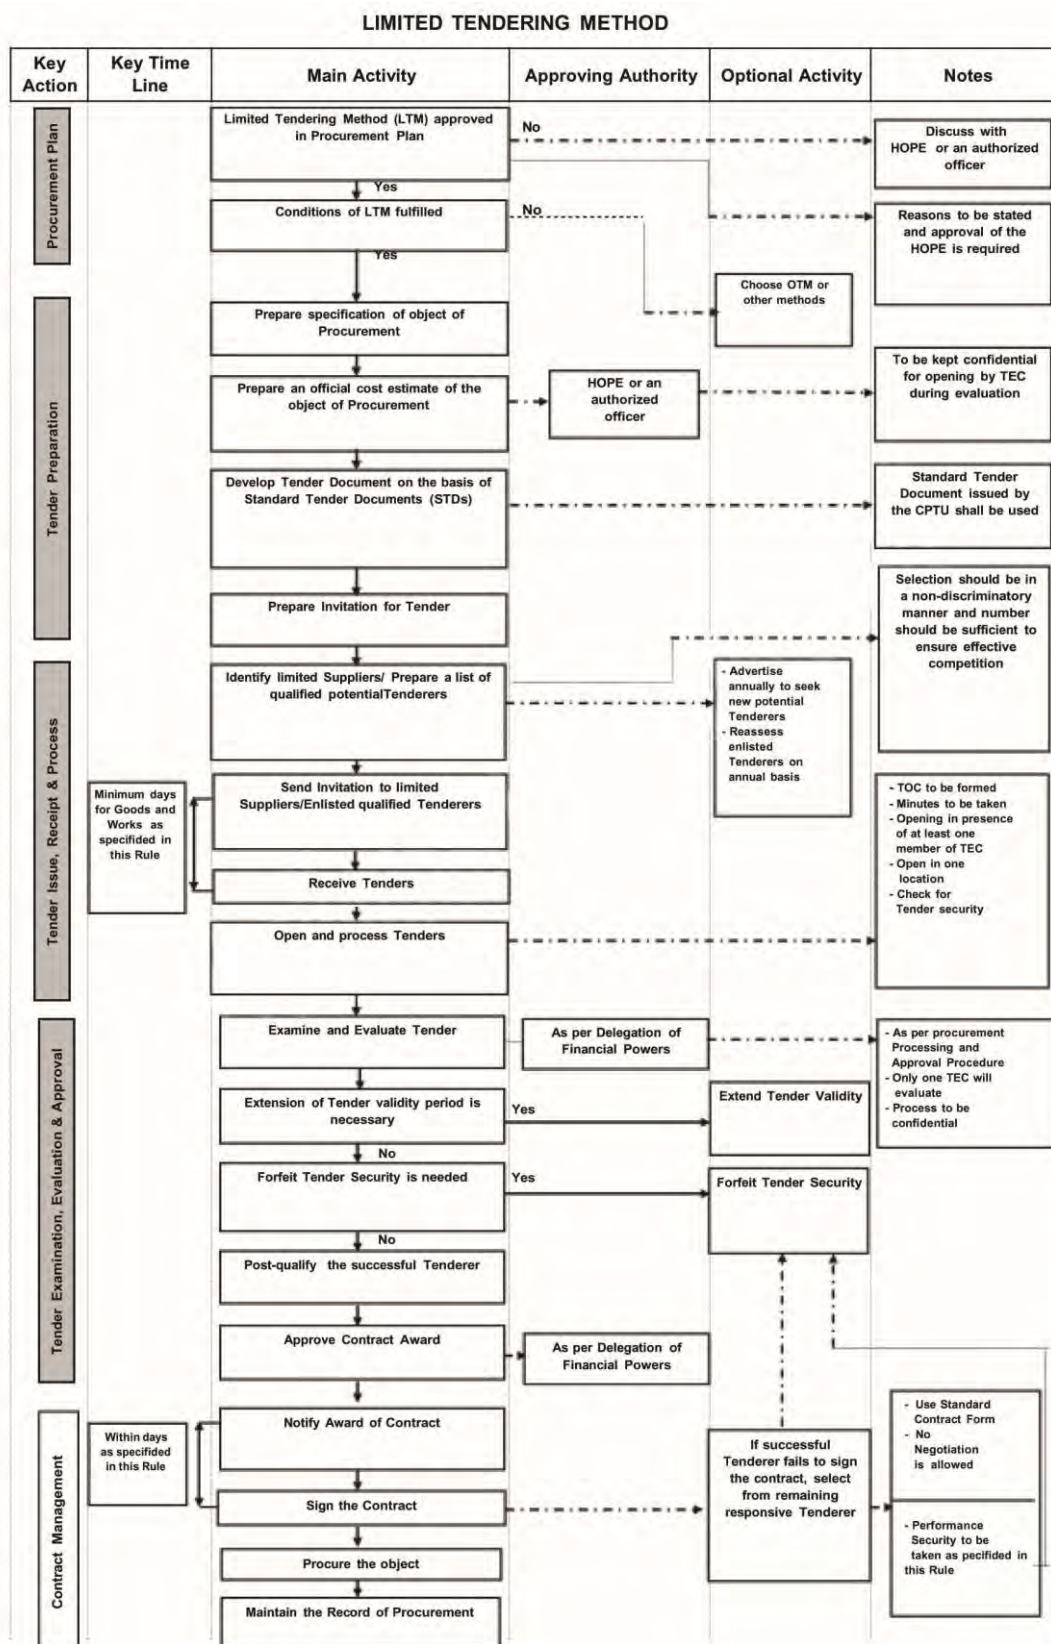 LIMITED TENDERING METHOD
Key
Action
Key Time
Line
Main Activity
Approving Authority
Optional Activity
Notes
Procurement Plan
Limited Tendering Method (LTM) approved
in Procurement Plan
No
Discuss with
HOPE or an authorized
officer
Yes
Conditions of LTM fulfilled
No
Reasons to be stated
and approval of the
HOPE is required
Yes
Choose OTM or
other methods
Tender Preparation
Prepare specification of object of
Procurement
Prepare an official cost estimate of the
object of Procurement
HOPE or an
authorized
officer
To be kept confidential
for opening by TEC
during evaluation
Develop Tender Document on the basis of
Standard Tender Documents (STDs)
Standard Tender
Document issued by
the CPTU shall be used
Prepare Invitation for Tender
Selection should be in
a non-discriminatory
manner and number
should be sufficient to
ensure effective
competition
Tender Issue, Receipt & Process
Identify limited Suppliers/ Prepare a list of
qualified potentialTenderers
- Advertise
annually to seek
new potential
Tenderers
- Reassess
enlisted
Tenderers on
annual basis
Minimum days
for Goods and
Works as
specifided in
this Rule
Send Invitation to limited
Suppliers/Enlisted qualified Tenderers
Receive Tenders
Open and process Tenders
- TOC to be formed
- Minutes to be taken
- Opening in presence
of at least one
member of TEC
- Open in one
location
- Check for
Tender security
Tender Examination, Evaluation & Approval
Examine and Evaluate Tender
As per Delegation of
Financial Powers
- As per procurement
Processing and
Approval Procedure
- Only one TEC will
evaluate
- Process to be
confidential
Extension of Tender validity period is
necessary
Yes
Extend Tender Validity
No
Forfeit Tender Security is needed
Yes
Forfeit Tender Security
No
Post-qualify the successful Tenderer
Approve Contract Award
As per Delegation of
Financial Powers
Contract Management
Within days
as specifided
in this Rule
Notify Award of Contract
Sign the Contract
If successful
Tenderer fails to sign
the contract, select
from remaining
responsive Tenderer
- Use Standard
Contract Form
- No
Negotiation
is allowed
- Performance
Security to be
taken as pecifided in
this Rule
Procure the object
Maintain the Record of Procurement